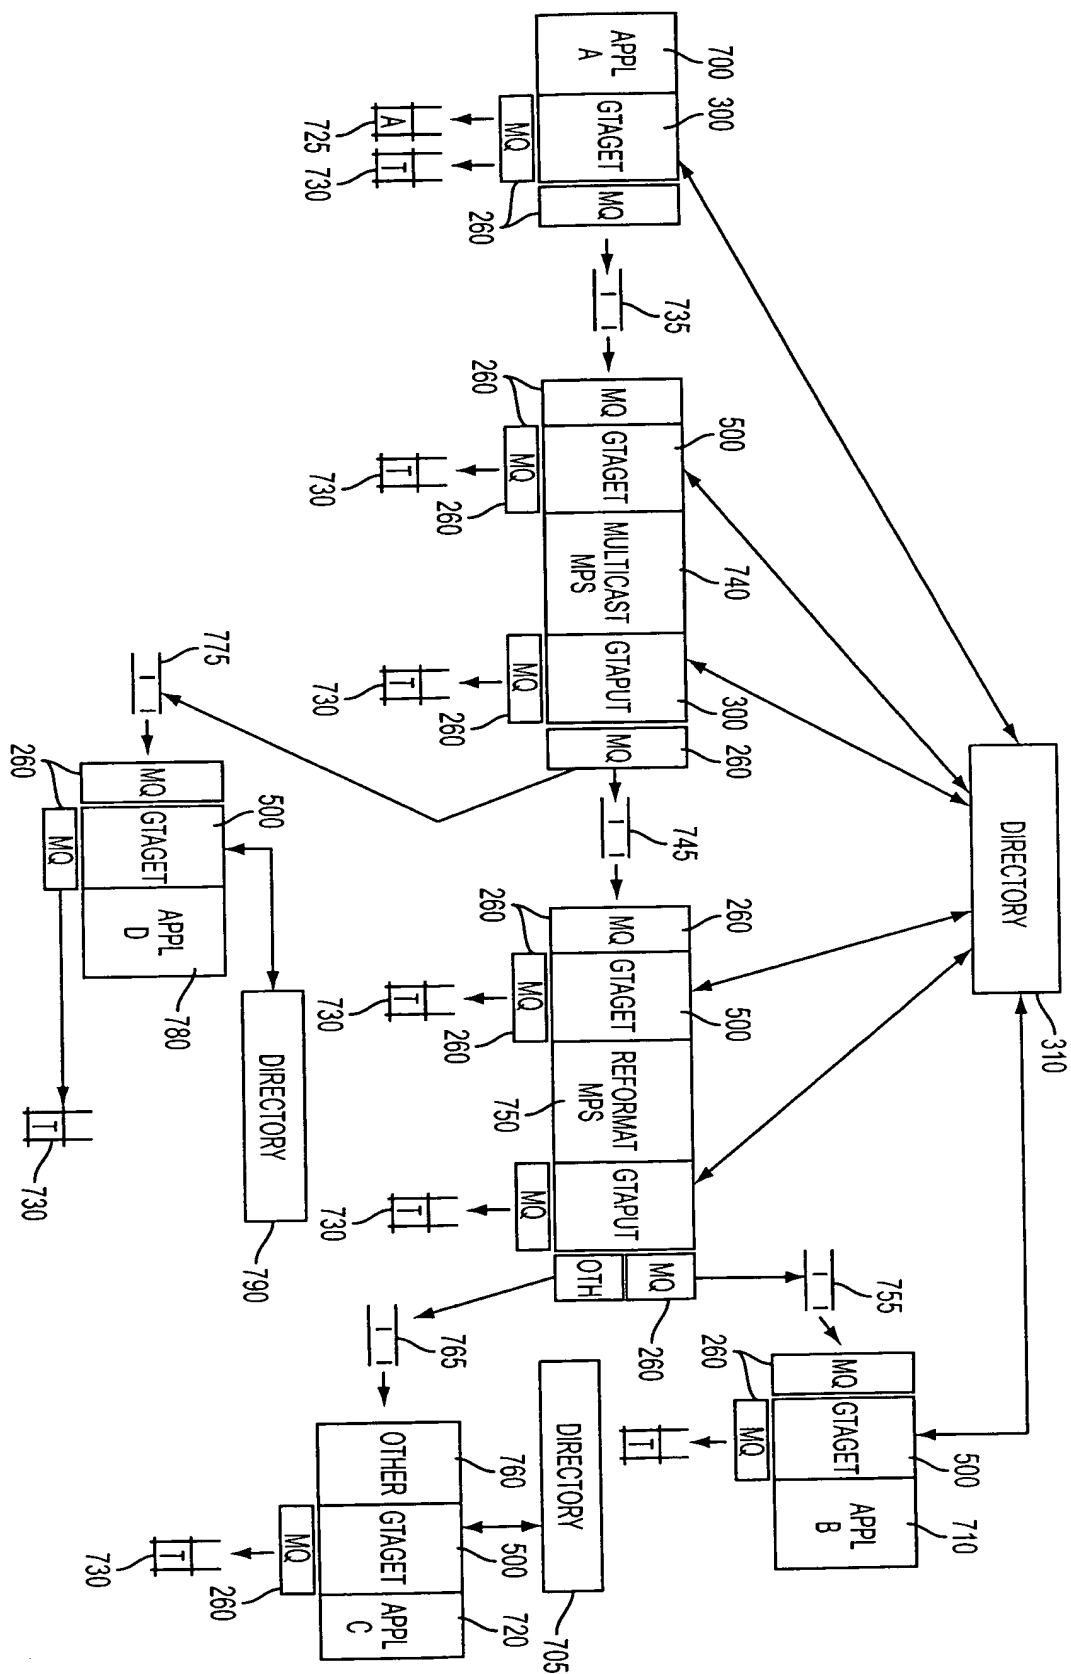 310
DIRECTORY
700
300
APPL
A
GTAGET
MQ
MQ
260
A
T
725
730
735
500
740
300
260
MQ
GTAGET
MULTICAST
MPS
GTAPUT
MQ
260
MQ
260
MQ
260
T
730
T
730
745
260
500
MQ
GTAGET
REFORMAT
MPS
750
GTAPUT
MQ
OTH
260
260
MQ
260
MQ
T
730
T
730
755
500
710
260
MQ
GTAGET
APPL
B
MQ
T
765
DIRECTORY
705
760
500
720
OTHER
GTAGET
APPL
C
MQ
260
T
730
775
500
780
260
MQ
GTAGET
APPL
D
MQ
DIRECTORY
790
T
730